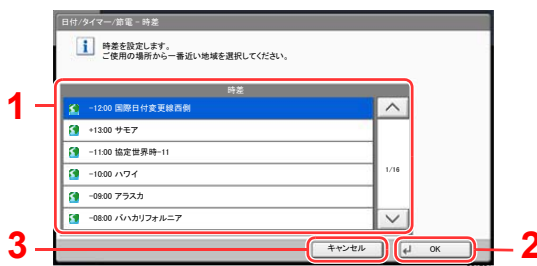 日付/タイマー/節電 - 時差
時差を設定します。
ご使用の場所から一番近い地域を選択してください。
時差
1
-12:00 国際日付変更線西側
+13:00 サモア
-11:00 協定世界時-11
-10:00 ハワイ
1/16
-09:00 アラスカ
-08:00 バハカリフォルニア
3
キャンセル
OK
2